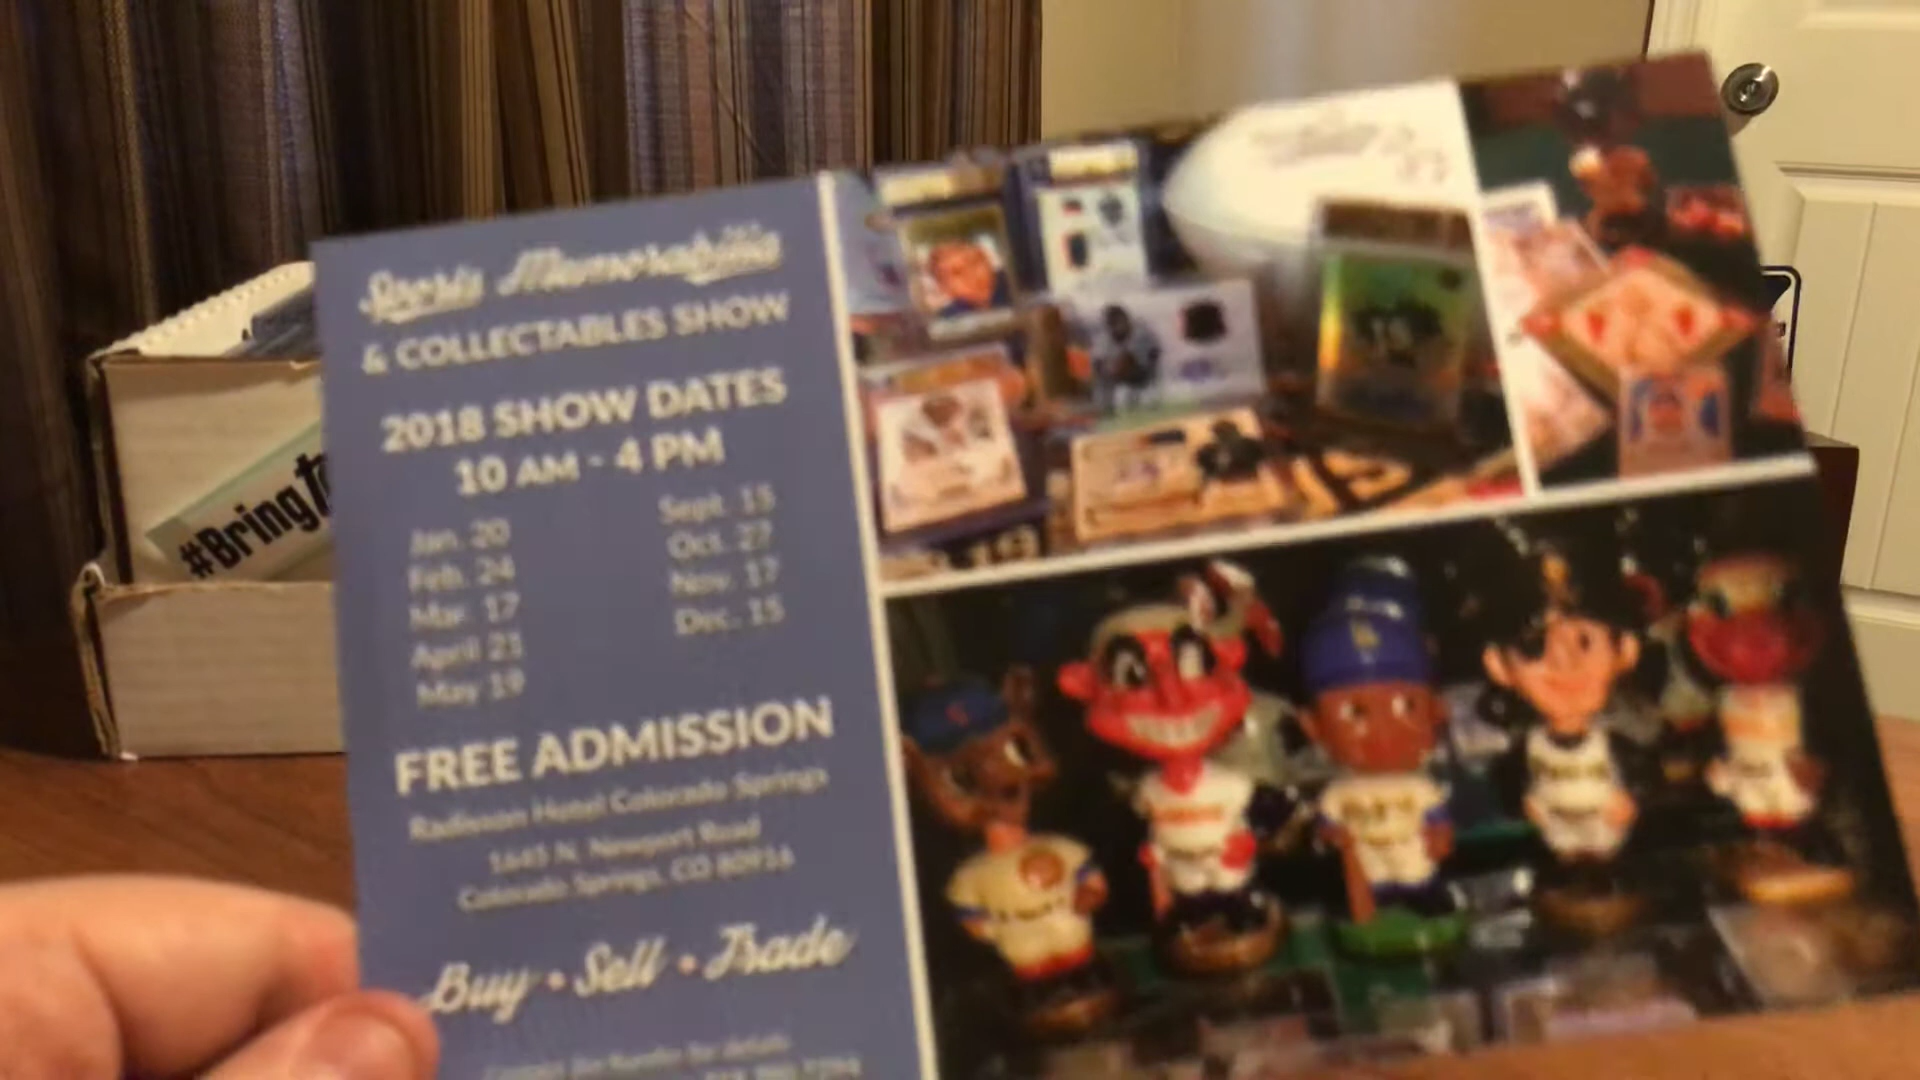 Sports Memorabilia
& COLLECTABLES SHOW
2018 SHOW DATES
10 AM - 4 PM
Jan. 20
Feb. 24
Mar. 17
April 21
May 19
Sept. 15
Oct. 27
Nov. 17
Dec. 15
FREE ADMISSION
Radisson Hotel Colorado Springs
1645 N. Newport Road
Colorado Springs, CO 80916
Buy • Sell • Trade
#Bring